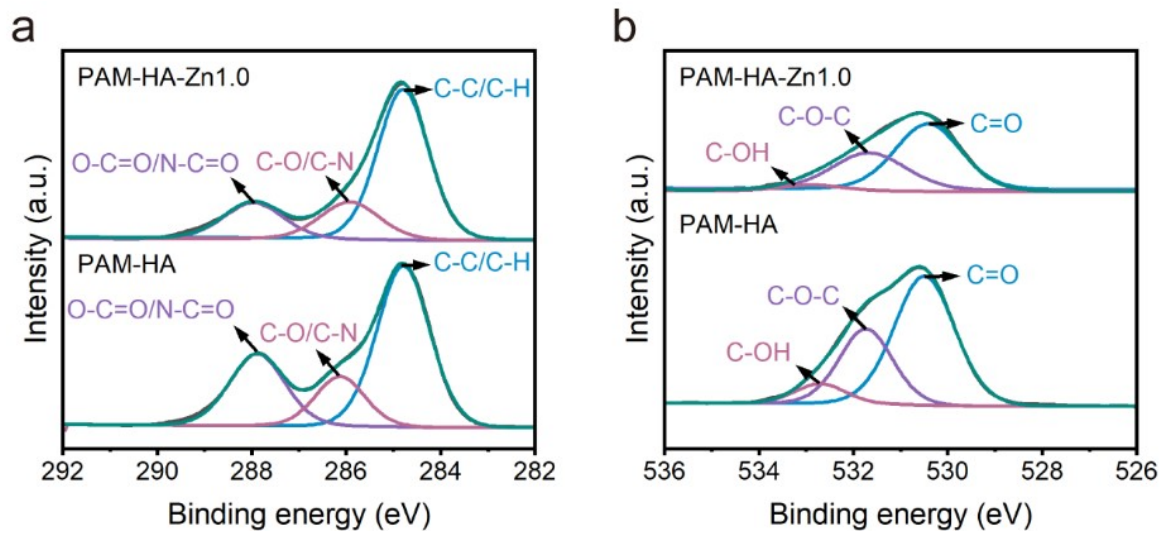 a
PAM-HA-Zn1.0
C-C/C-H
O-C=O/N-C=O
C-O/C-N
PAM-HA
C-C/C-H
O-C=O/N-C=O
C-O/C-N
Intensity (a.u.)
292 290 288 286 284 282
Binding energy (eV)
b
PAM-HA-Zn1.0
C-O-C
C=O
C-OH
PAM-HA
C=O
C-O-C
C-OH
Intensity (a.u.)
536 534 532 530 528 526
Binding energy (eV)